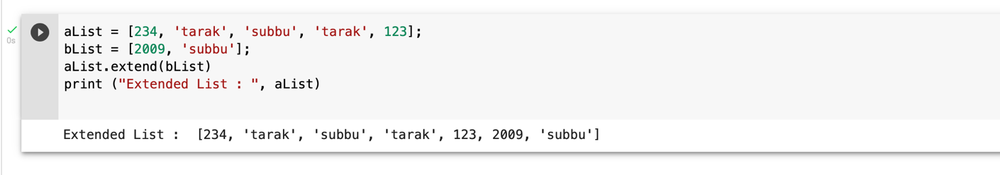 aList = [234, 'tarak', 'subbu', 'tarak', 123];
0s
bList = [2009, 'subbu'];
aList.extend(bList)
print ("Extended List : ", aList)
Extended List :  [234, 'tarak', 'subbu', 'tarak', 123, 2009, 'subbu']